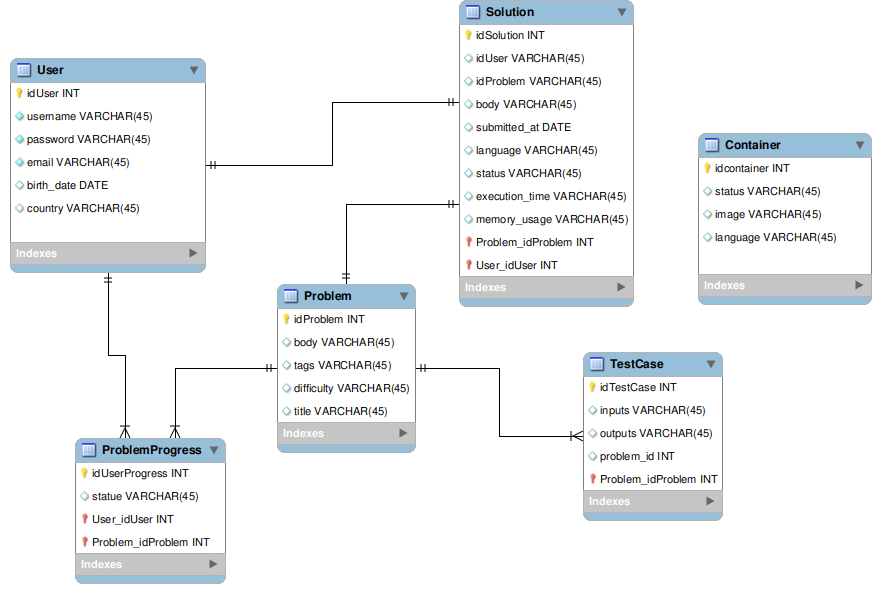 User
idUser INT
username VARCHAR(45)
password VARCHAR(45)
email VARCHAR(45)
birth_date DATE
country VARCHAR(45)
Indexes
Solution
idSolution INT
idUser VARCHAR(45)
idProblem VARCHAR(45)
body VARCHAR(45)
submitted_at DATE
language VARCHAR(45)
status VARCHAR(45)
execution_time VARCHAR(45)
memory_usage VARCHAR(45)
Problem_idProblem INT
User_idUser INT
Indexes
Container
idcontainer INT
status VARCHAR(45)
image VARCHAR(45)
language VARCHAR(45)
Indexes
Problem
idProblem INT
body VARCHAR(45)
tags VARCHAR(45)
difficulty VARCHAR(45)
title VARCHAR(45)
Indexes
TestCase
idTestCase INT
inputs VARCHAR(45)
outputs VARCHAR(45)
problem_id INT
Problem_idProblem INT
Indexes
ProblemProgress
idUserProgress INT
statue VARCHAR(45)
User_idUser INT
Problem_idProblem INT
Indexes